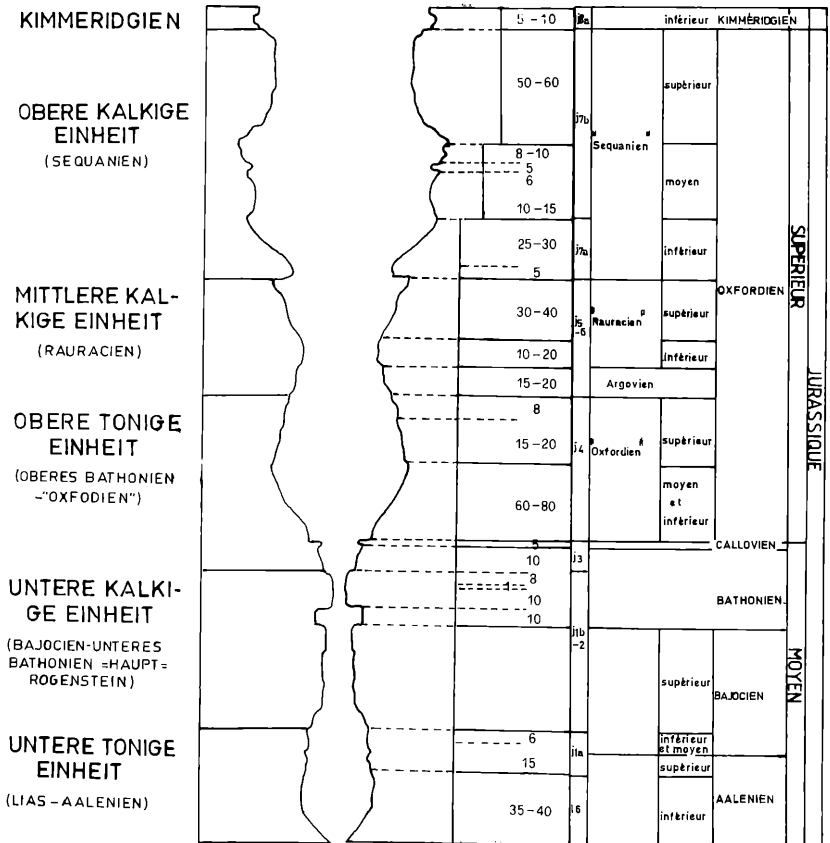 KIMMERIDGIEN
OBERE KALKIGE
EINHEIT
(SEQUANIEN)
MITTLERE KAL-
KIGE EINHEIT
(RAURACIEN)
OBERE TONIGE
EINHEIT
(OBERES BATHONIEN
-"OXFODIEN")
UNTERE KALKI-
GE EINHEIT
(BAJOCIEN-UNTERES
BATHONIEN =HAUPT=
ROGENSTEIN)
UNTERE TONIGE
EINHEIT
(LIAS-AALENIEN)
5-10
50-60
8-10
5
6
10-15
25-30
5
30-40
10-20
15-20
8
15-20
60-80
5
10
8
1
10
10
6
15
35-40
j8a
j7b
j7a
j5
-6
j4
j3
j1b
-2
j1a
" Sequanien "
" Rauracien "
Argovien
" Oxfordien "
inférieur
supérieur
moyen
inférieur
supérieur
inférieur
supérieur
moyen
et
inférieur
supérieur
inférieur
et moyen
supérieur
inférieur
KIMMERIDGIEN
OXFORDIEN
CALLOVIEN
BATHONIEN
BAJOCIEN
AALENIEN
SUPERIEUR
MOYEN
JURASSIQUE